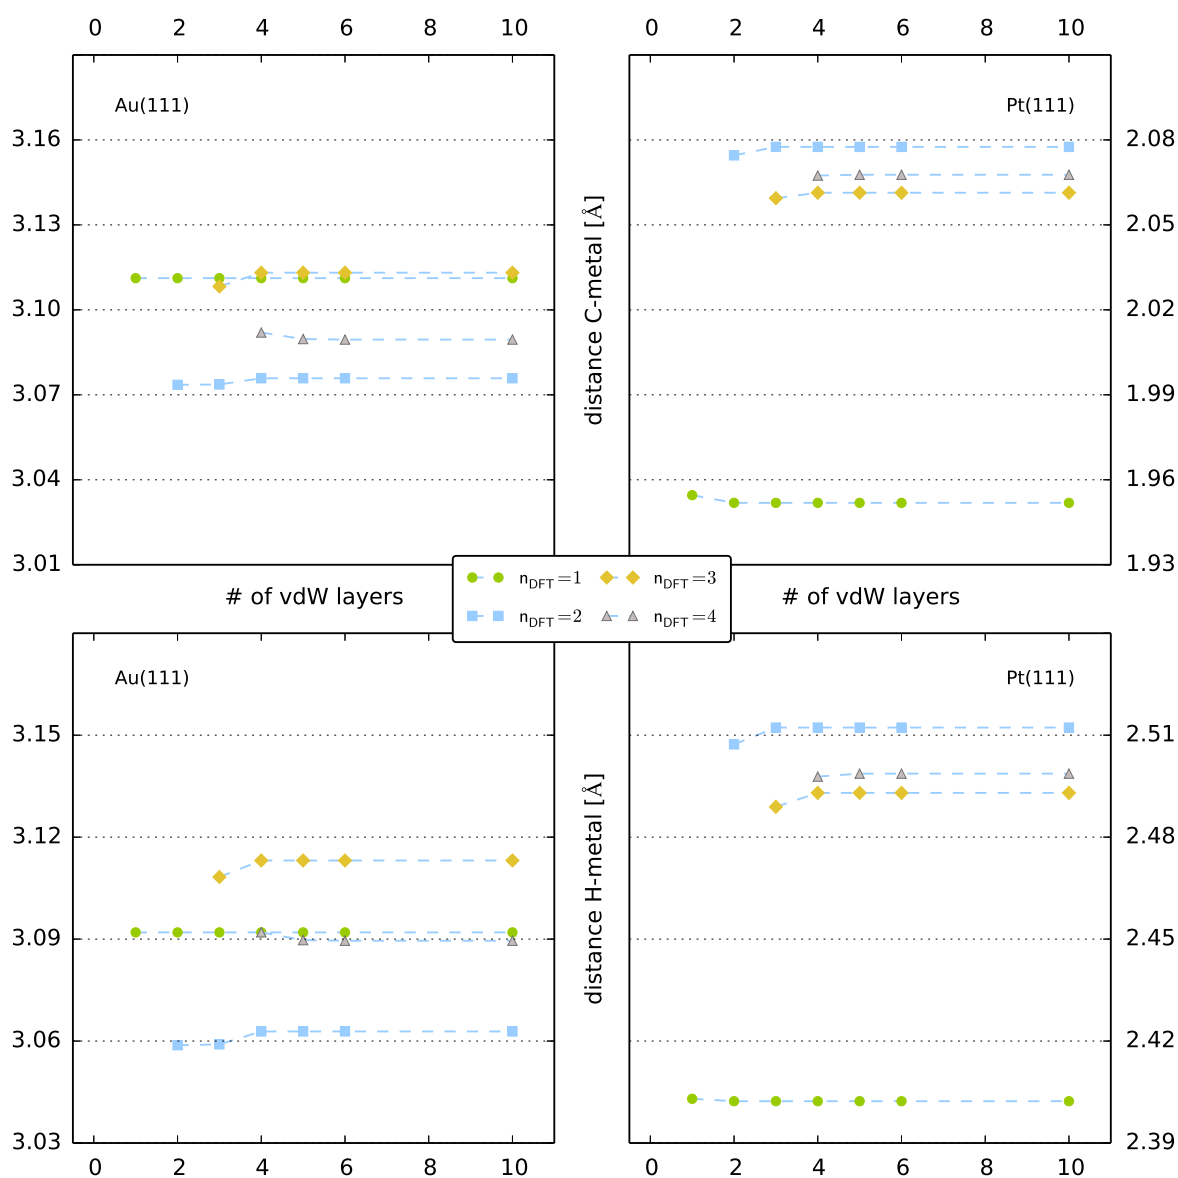 0 2 4 6 8 10
0 2 4 6 8 10
Au(111)
Pt(111)
3.16
3.13
3.10
3.07
3.04
3.01
distance C-metal [Å]
2.08
2.05
2.02
1.99
1.96
1.93
# of vdW layers
# of vdW layers
n_DFT=1 n_DFT=3
n_DFT=2 n_DFT=4
Au(111)
Pt(111)
3.15
3.12
3.09
3.06
3.03
distance H-metal [Å]
2.51
2.48
2.45
2.42
2.39
0 2 4 6 8 10
0 2 4 6 8 10